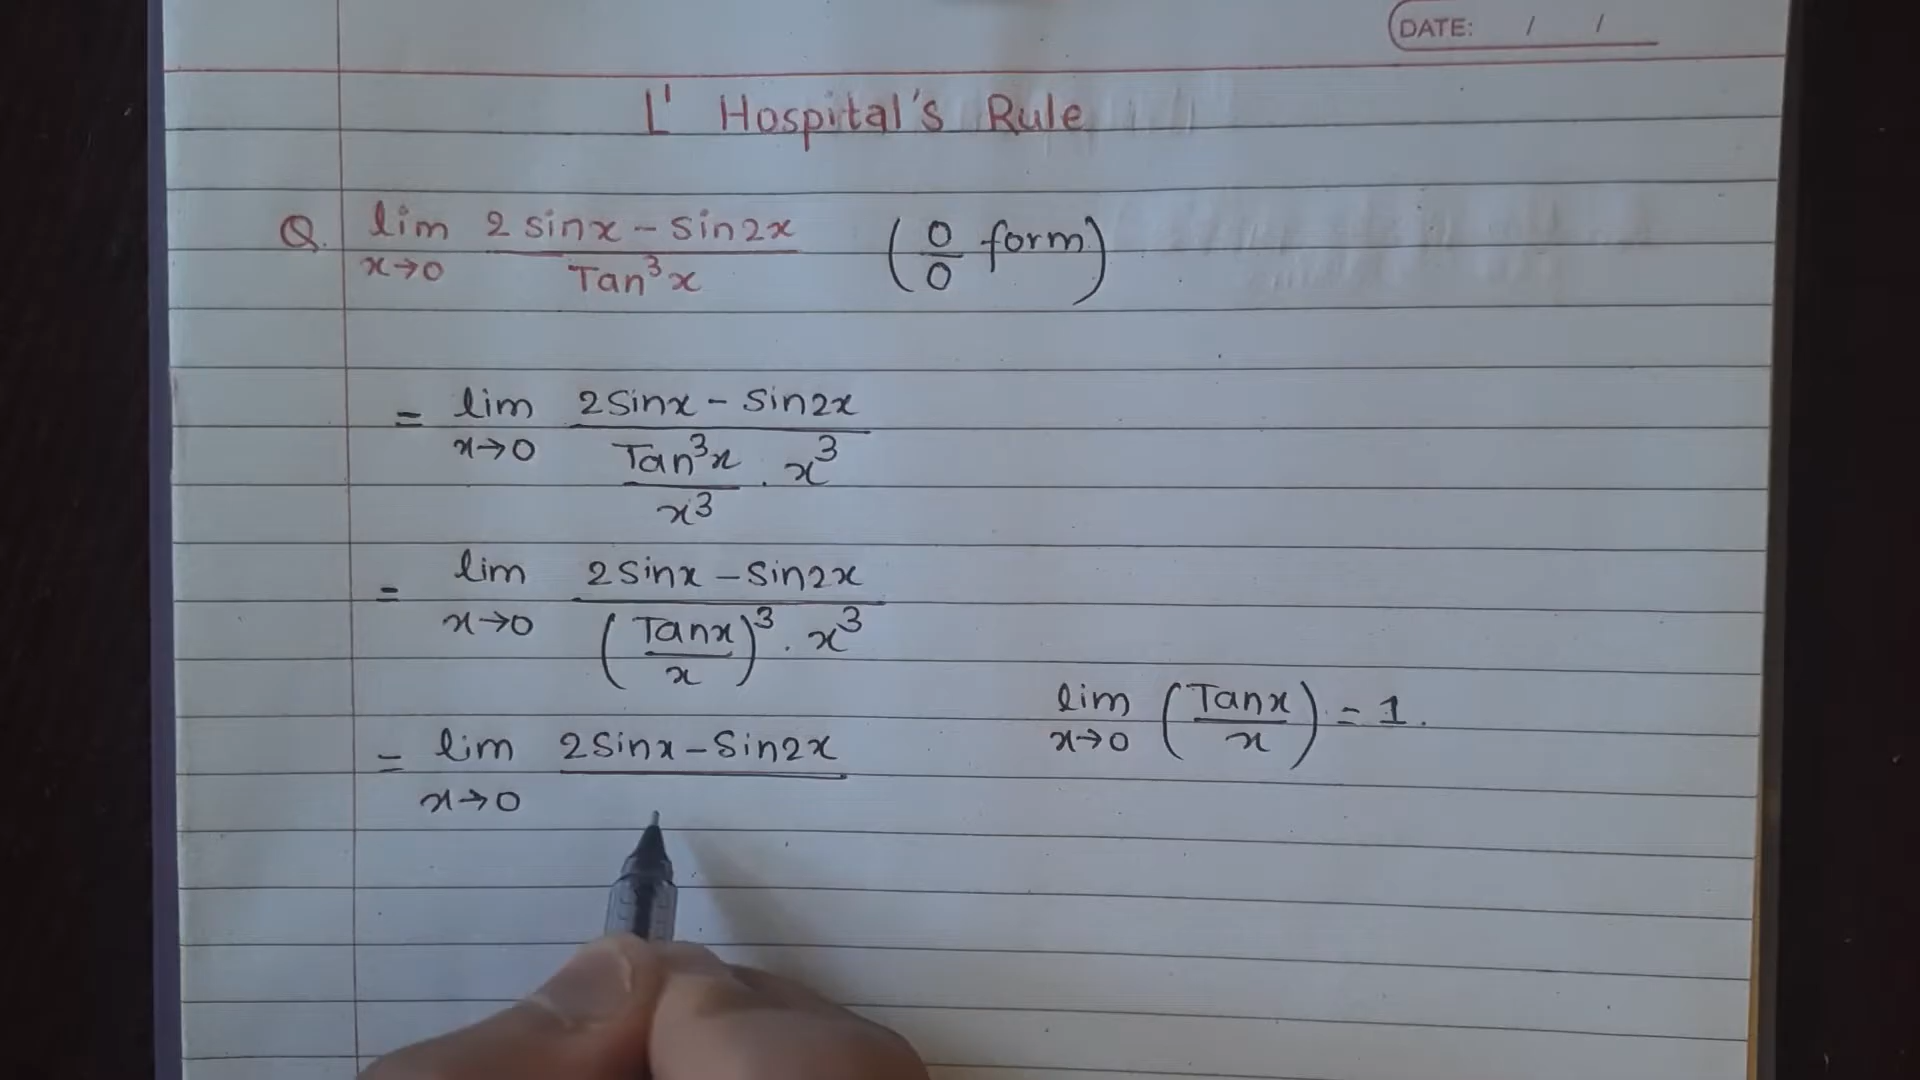 DATE: / /
L' Hospital's Rule
Q. lim 2 sinx - sin2x ( 0 form )
x→0 Tan³x 0
= lim 2sinx - sin2x
x→0 Tan³x . x³
x³
= lim 2sinx - sin2x
x→0 ( Tanx )³ . x³
x
lim ( Tanx ) = 1.
x→0 x
= lim 2sinx - sin2x
x→0